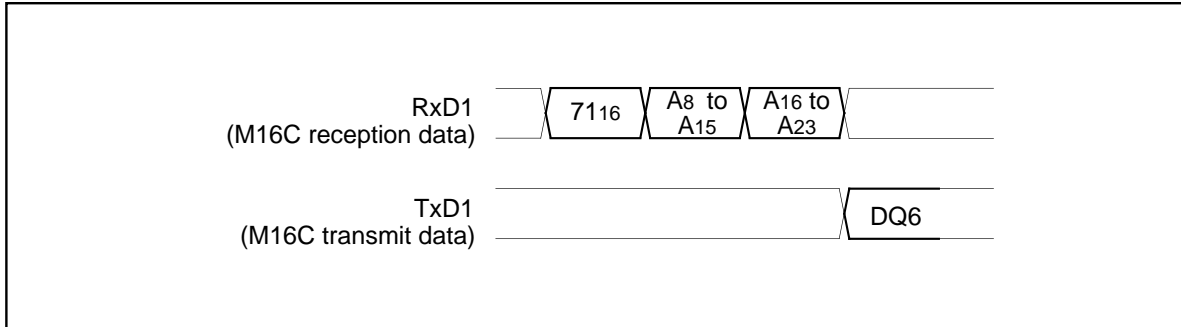 RxD1
(M16C reception data)
7116
A8 to
A15
A16 to
A23
TxD1
(M16C transmit data)
DQ6